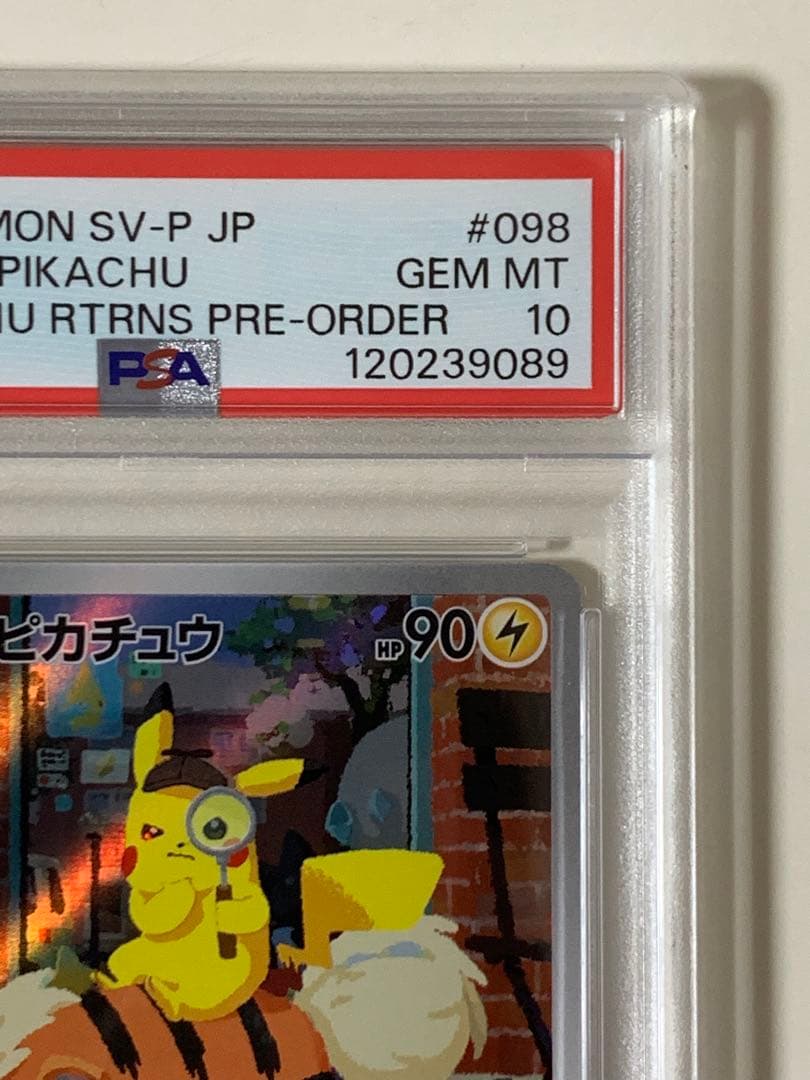 MON SV-P JP #098
PIKACHU GEM MT
HU RTRNS PRE-ORDER 10
PSA 120239089
ピカチュウ HP90